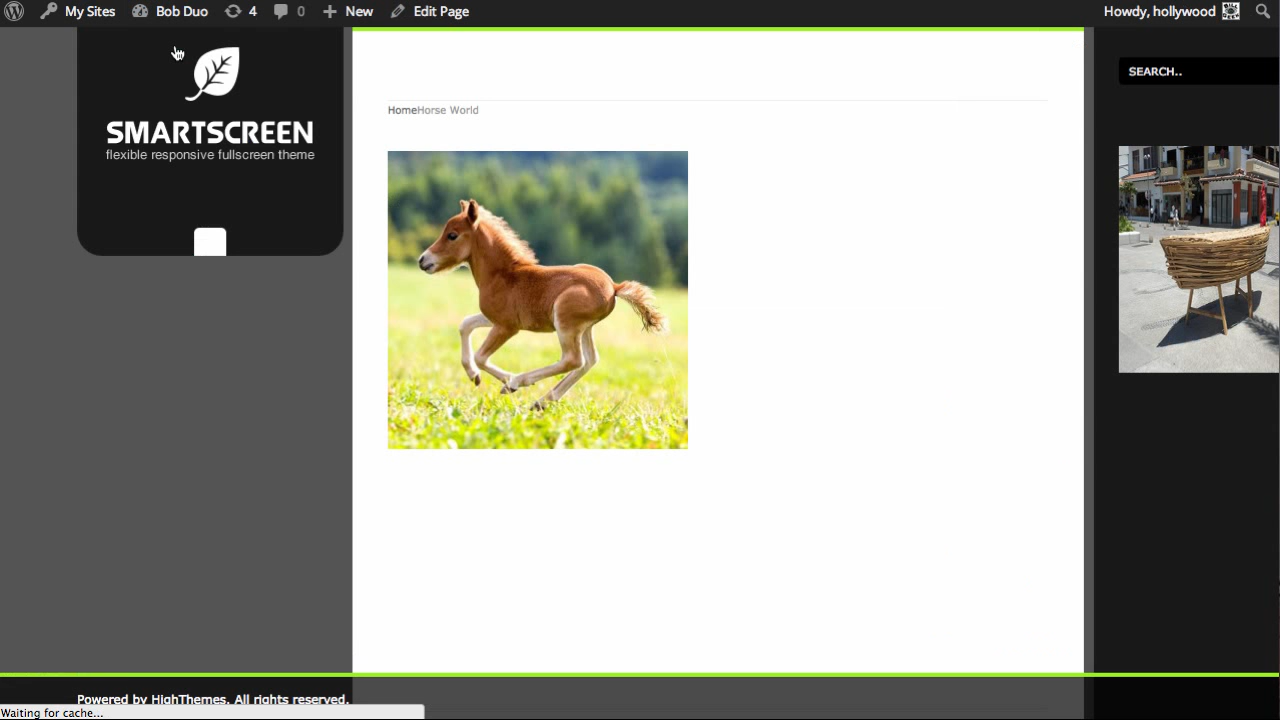 My Sites Bob Duo 4 0 New Edit Page Howdy, hollywood
SMARTSCREEN
flexible responsive fullscreen theme
SEARCH..
HomeHorse World
Powered by HighThemes. All rights reserved.
Waiting for cache...